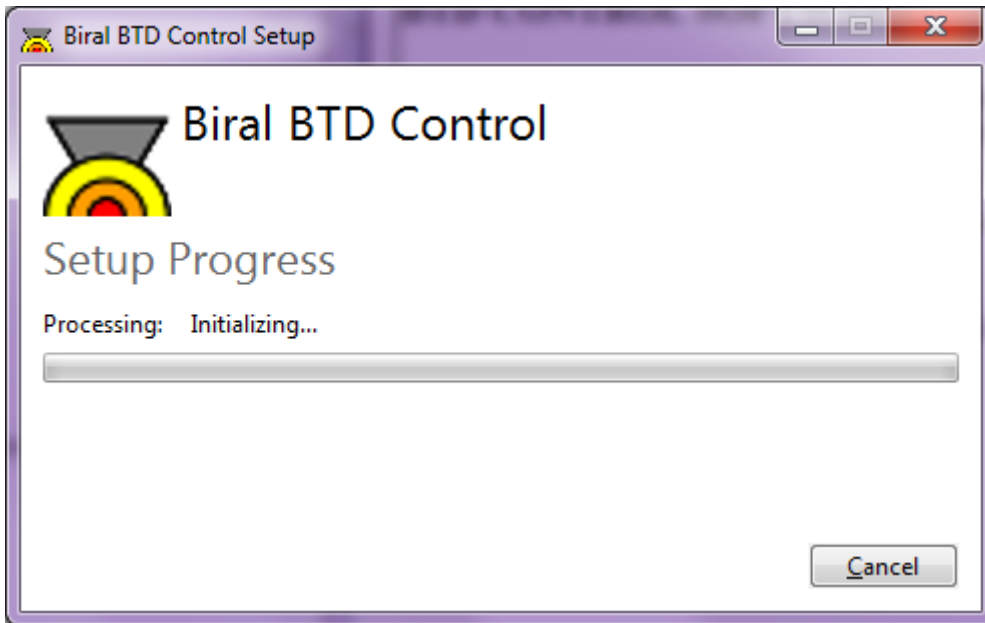 Biral BTD Control Setup
Biral BTD Control
Setup Progress
Processing: Initializing...
Cancel